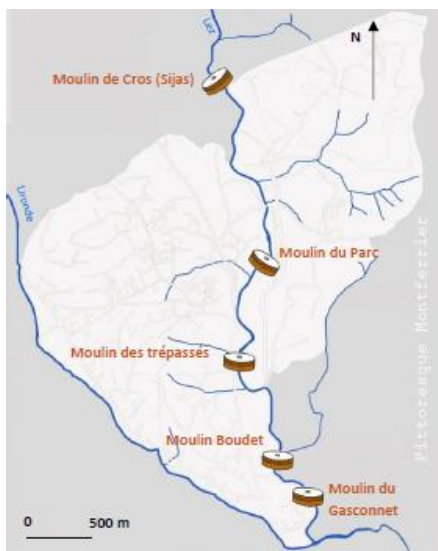 Lez
N
Moulin de Cros (Sijas)
Lironde
Moulin du Parc
Moulin des trépassés
Moulin Boudet
Moulin du
Gasconnet
0 500 m
Pittoresque Montferrier